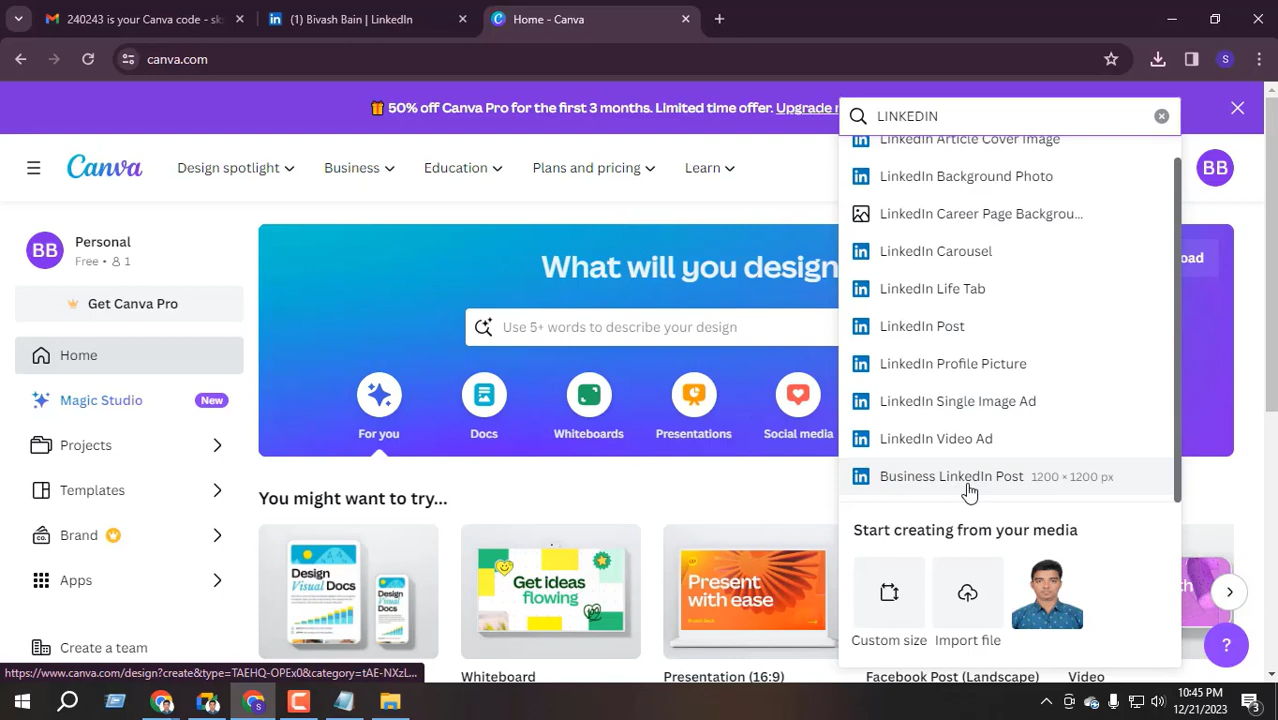 240243 is your Canva code - sk
(1) Bivash Bain | LinkedIn
Home - Canva
canva.com
S
50% off Canva Pro for the first 3 months. Limited time offer. Upgrade
LINKEDIN
Canva
Design spotlight
Business
Education
Plans and pricing
Learn
BB
BB
Personal
Free • 1
Get Canva Pro
Home
Magic Studio
New
Projects
Templates
Brand
Apps
Create a team
What will you design
Use 5+ words to describe your design
For you
Docs
Whiteboards
Presentations
Social media
You might want to try...
Design
Visual Docs
Get ideas
flowing
Present
with ease
Whiteboard
Presentation (16:9)
Facebook Post (Landscape)
Video
LinkedIn Article Cover Image
LinkedIn Background Photo
LinkedIn Career Page Backgrou...
LinkedIn Carousel
LinkedIn Life Tab
LinkedIn Post
LinkedIn Profile Picture
LinkedIn Single Image Ad
LinkedIn Video Ad
Business LinkedIn Post 1200 × 1200 px
Start creating from your media
Custom size
Import file
?
https://www.canva.com/design?create&type=TAEHQ-OPEx0&category=tAE-NXzL...
10:45 PM
12/21/2023
3